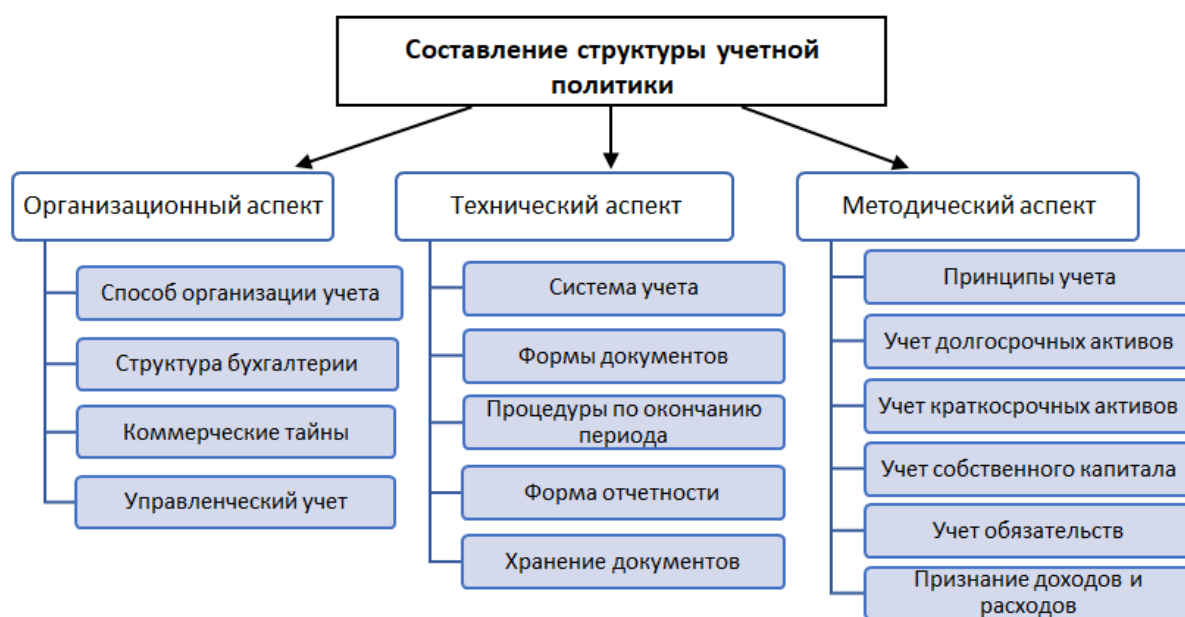 Составление структуры учетной
политики
Организационный аспект
Способ организации учета
Структура бухгалтерии
Коммерческие тайны
Управленческий учет
Технический аспект
Система учета
Формы документов
Процедуры по окончанию
периода
Форма отчетности
Хранение документов
Методический аспект
Принципы учета
Учет долгосрочных активов
Учет краткосрочных активов
Учет собственного капитала
Учет обязательств
Признание доходов и
расходов